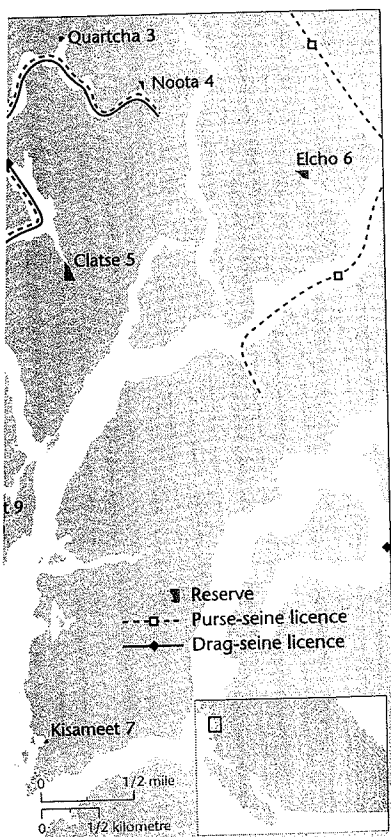 Quartcha 3
Noota 4
Elcho 6
Clatse 5
t 9
Reserve
Purse-seine licence
Drag-seine licence
Kisameet 7
0 1/2 mile
0 1/2 kilometre